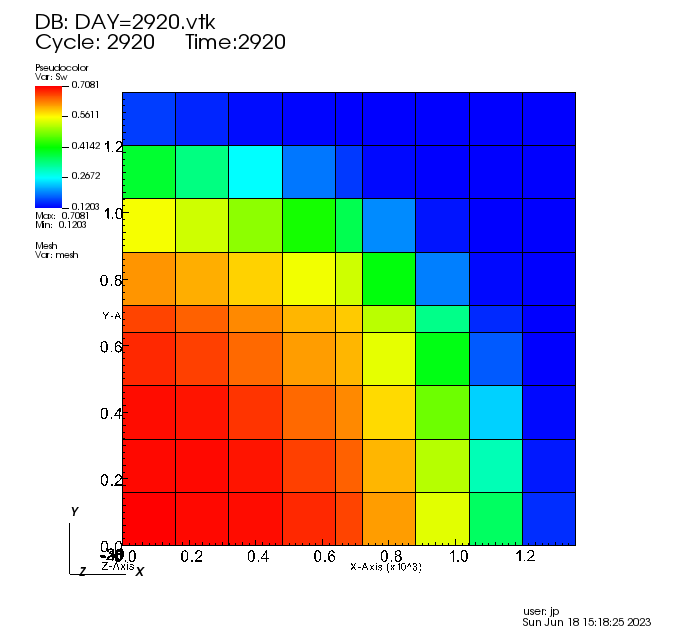 DB: DAY=2920.vtk
Cycle: 2920 Time:2920
Pseudocolor
Var: Sw
0.7081
0.5611
0.4142
0.2672
0.1203
Max: 0.7081
Min: 0.1203
Mesh
Var: mesh
1.2
1.0
0.8
Y-A
0.6
0.4
0.2
0.0
0.0 0.2 0.4 0.6 0.8 1.0 1.2
Z-Axis
X-Axis (x10^3)
Y
Z
X
user: jp
Sun Jun 18 15:18:25 2023